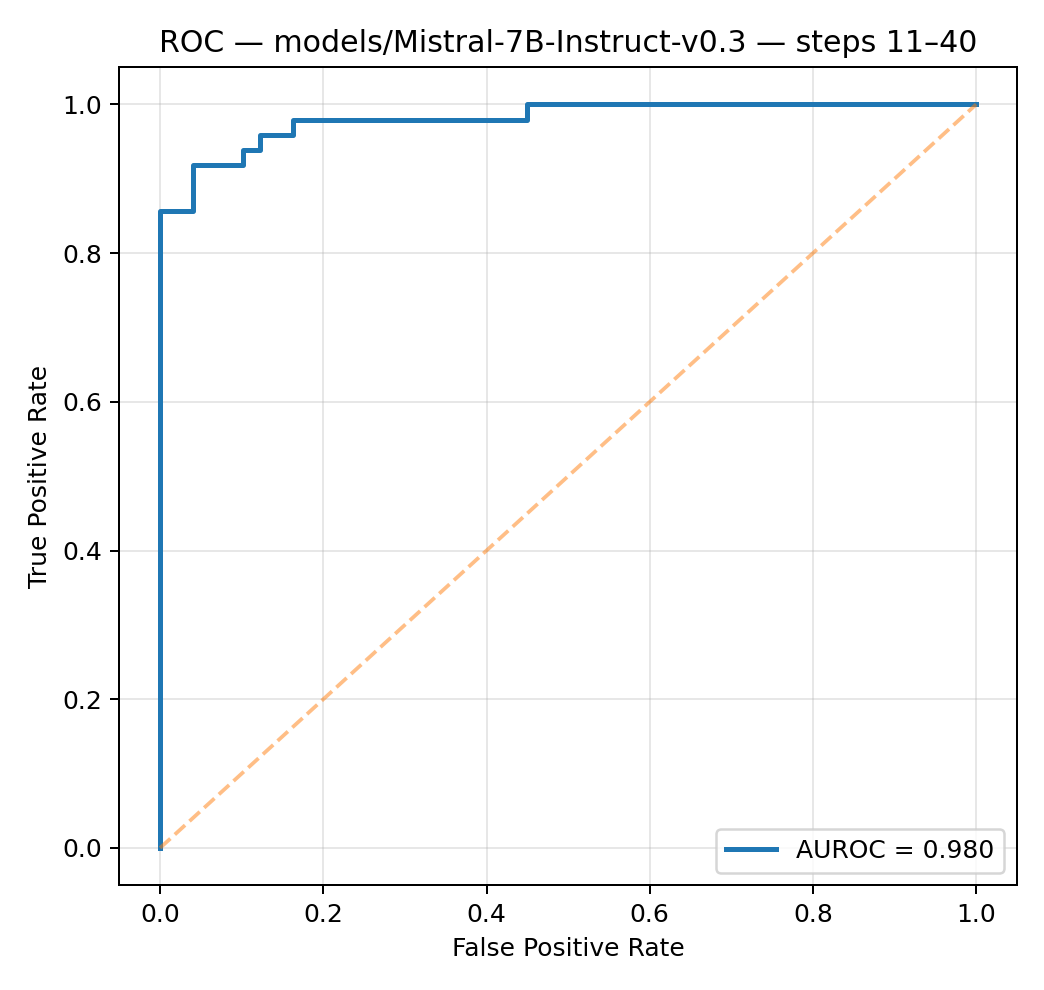 ROC — models/Mistral-7B-Instruct-v0.3 — steps 11–40
True Positive Rate
1.0
0.8
0.6
0.4
0.2
0.0
AUROC = 0.980
0.0 0.2 0.4 0.6 0.8 1.0
False Positive Rate